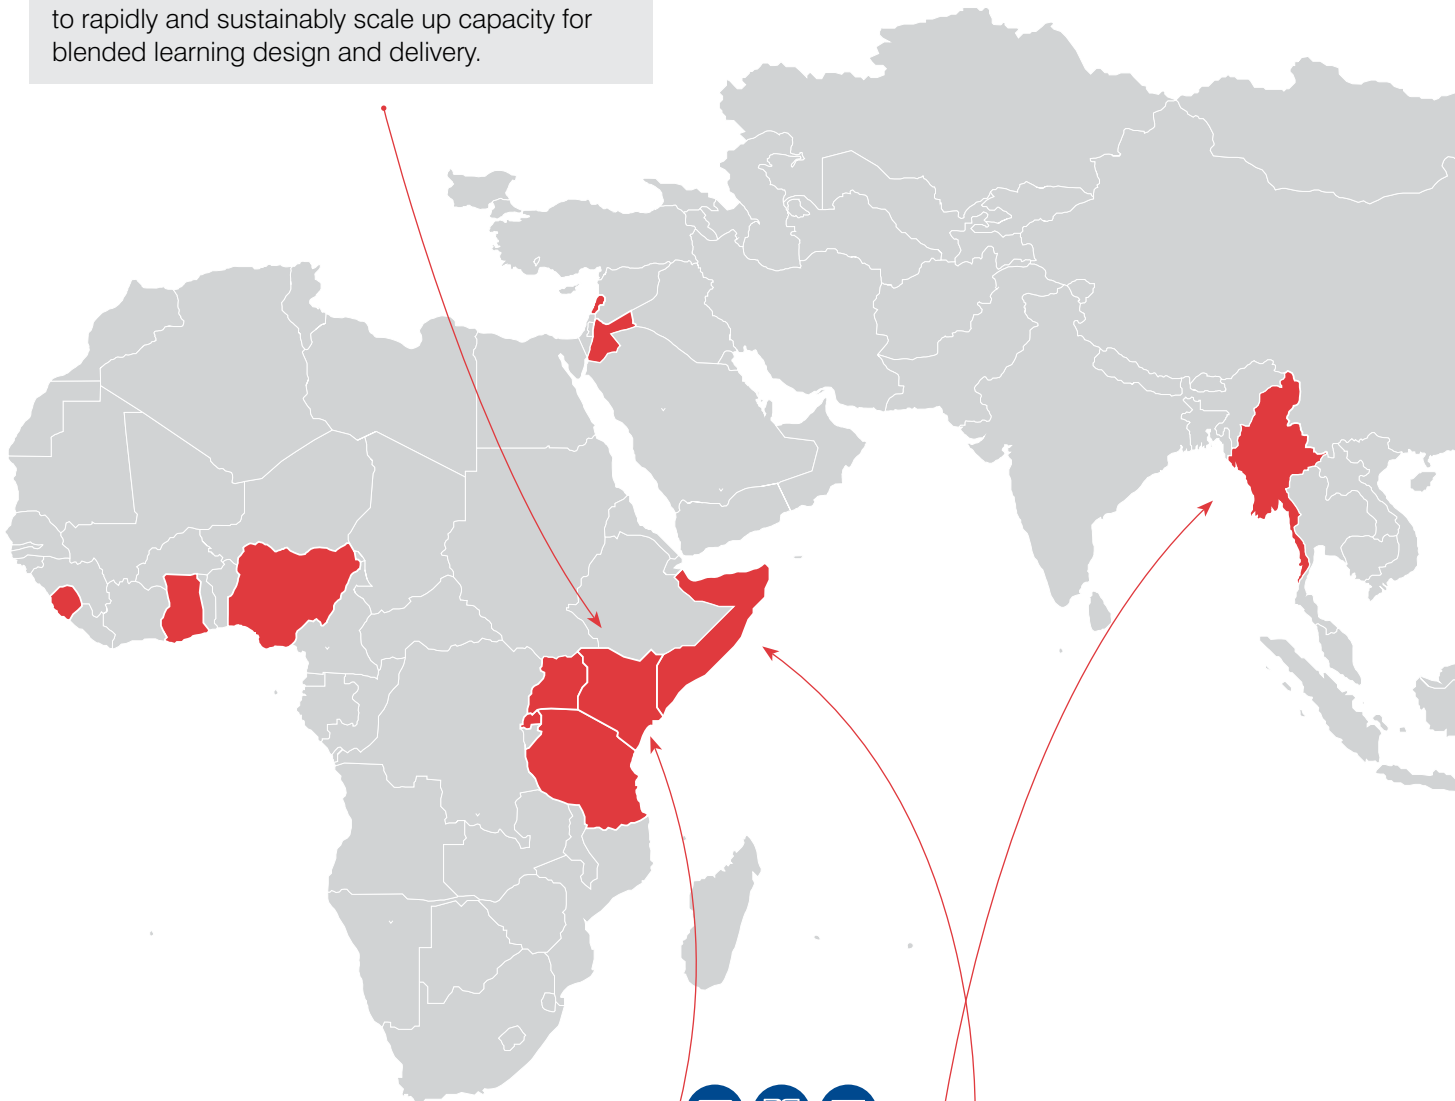 to rapidly and sustainably scale up capacity for
blended learning design and delivery.